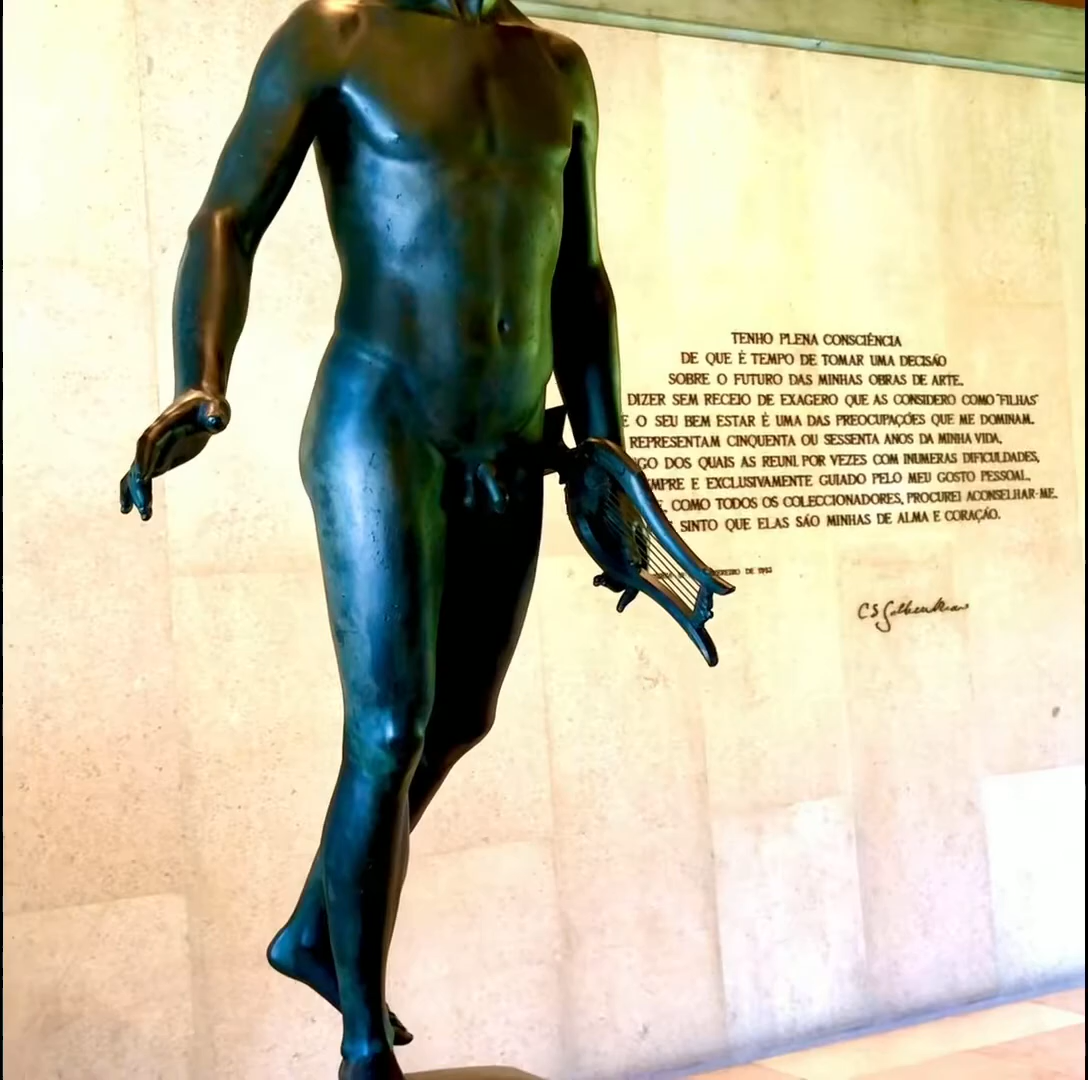 TENHO PLENA CONSCIÊNCIA
DE QUE É TEMPO DE TOMAR UMA DECISÃO
SOBRE O FUTURO DAS MINHAS OBRAS DE ARTE.
DIZER SEM RECEIO DE EXAGERO QUE AS CONSIDERO COMO "FILHAS"
E O SEU BEM ESTAR É UMA DAS PREOCUPAÇÕES QUE ME DOMINAM.
REPRESENTAM CINQUENTA OU SESSENTA ANOS DA MINHA VIDA,
DOS QUAIS AS REUNI, POR VEZES COM INUMERAS DIFICULDADES,
E EXCLUSIVAMENTE GUIADO PELO MEU GOSTO PESSOAL.
COMO TODOS OS COLECCIONADORES, PROCUREI ACONSELHAR-ME.
SINTO QUE ELAS SÃO MINHAS DE ALMA E CORAÇÃO.
DE 1953
C S Gulbenkian